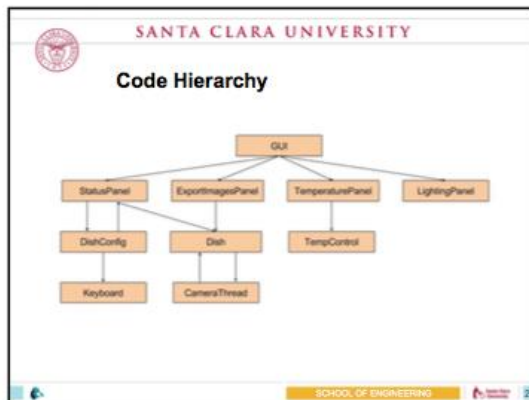 SANTA CLARA UNIVERSITY
Code Hierarchy
GUI
StatusPanel ExportImagesPanel TemperaturePanel LightingPanel
DishConfig Dish TempControl
Keyboard CameraThread
SCHOOL OF ENGINEERING